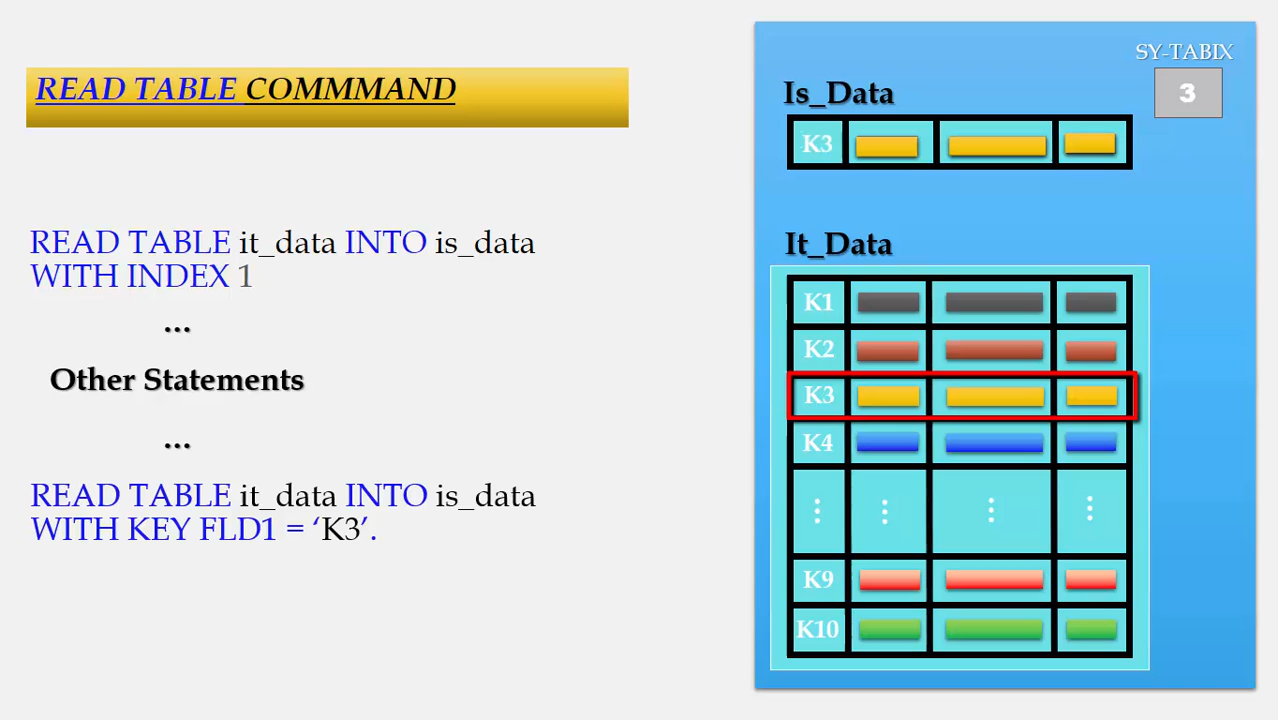 READ TABLE COMMMAND
READ TABLE it_data INTO is_data
WITH INDEX 1
...
Other Statements
...
READ TABLE it_data INTO is_data
WITH KEY FLD1 = ‘K3’.
SY-TABIX
3
Is_Data
K3
It_Data
K1
K2
K3
K4
⋮ ⋮ ⋮ ⋮
K9
K10